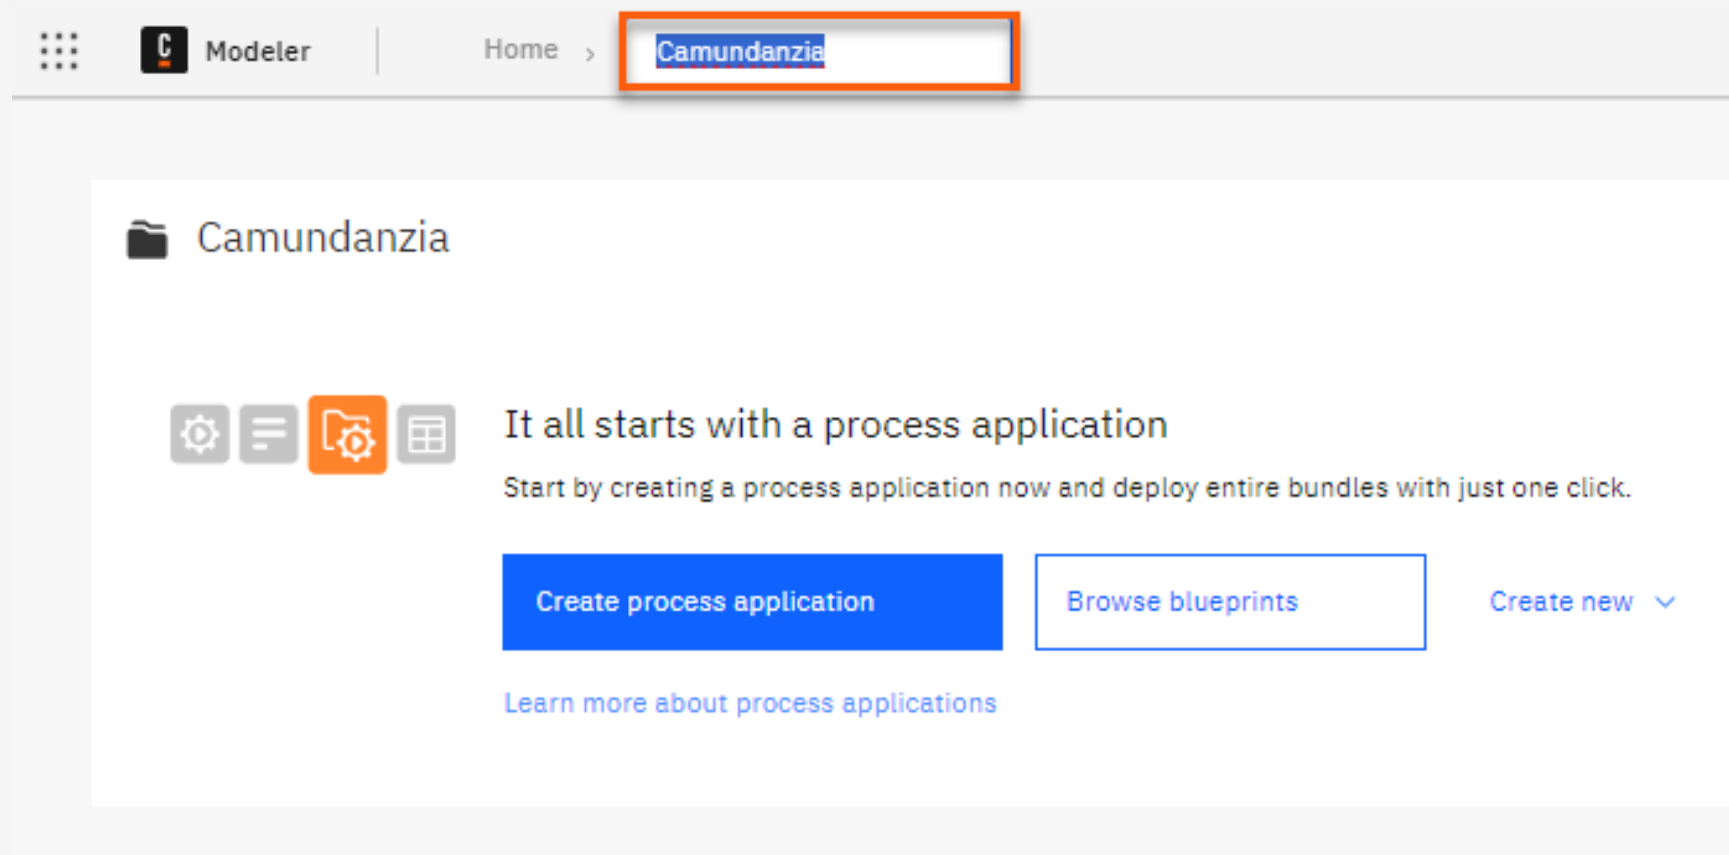 C Modeler Home > Camundanzia
Camundanzia
It all starts with a process application
Start by creating a process application now and deploy entire bundles with just one click.
Create process application Browse blueprints Create new
Learn more about process applications